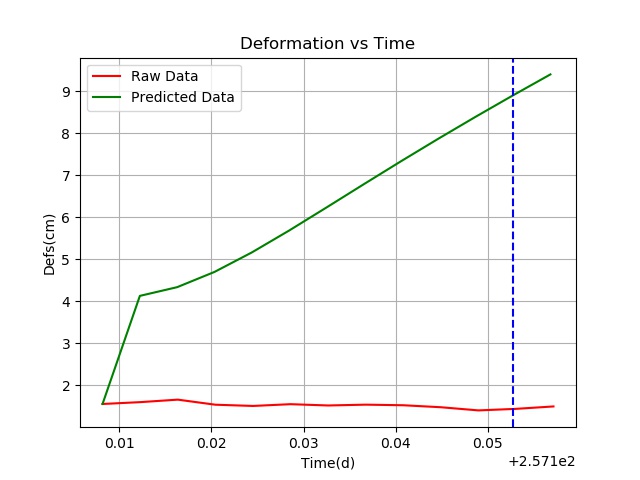 Deformation vs Time
Raw Data
Predicted Data
9
8
7
6
5
4
3
2
Defs(cm)
0.01 0.02 0.03 0.04 0.05
Time(d)
+2.571e2